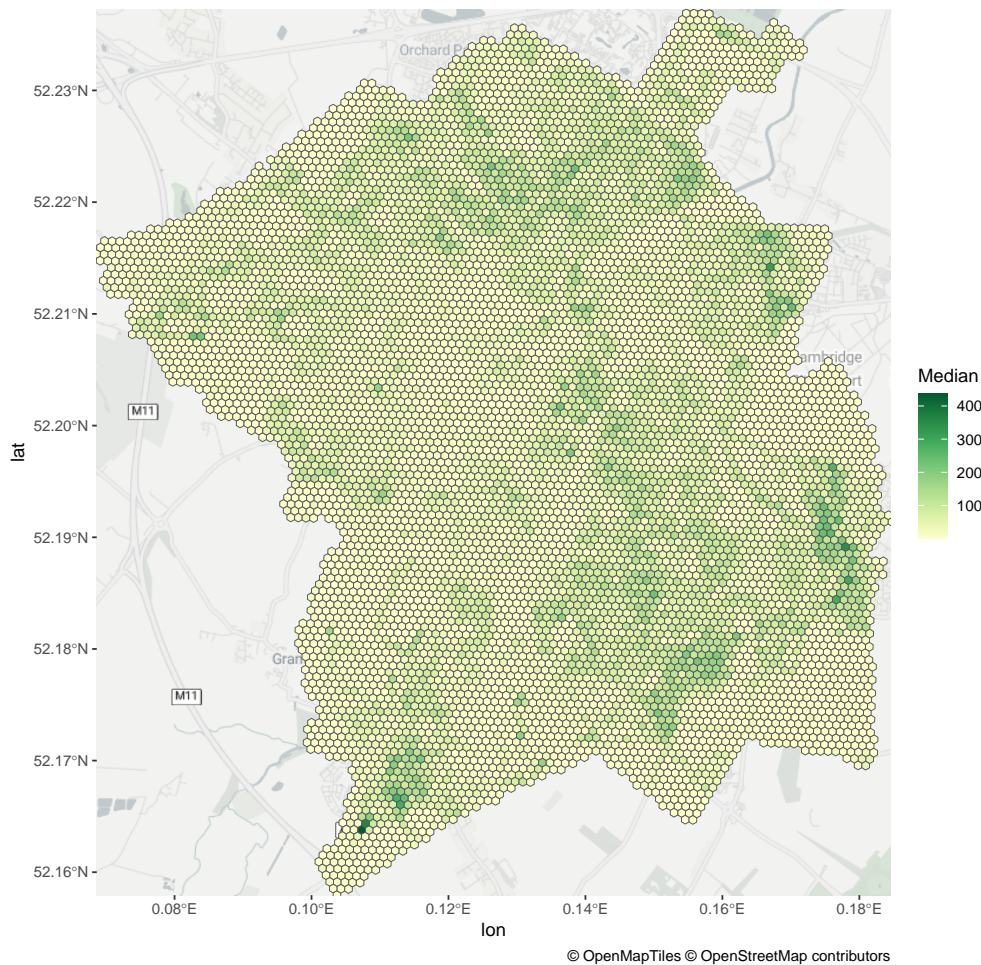 Orchard P
52.23°N
52.22°N
52.21°N
52.20°N
52.19°N
52.18°N
52.17°N
52.16°N
lat
ambridge
rt
M11
Gran
M11
0.08°E
0.10°E
0.12°E
0.14°E
0.16°E
0.18°E
lon
Median
400
300
200
100
© OpenMapTiles © OpenStreetMap contributors